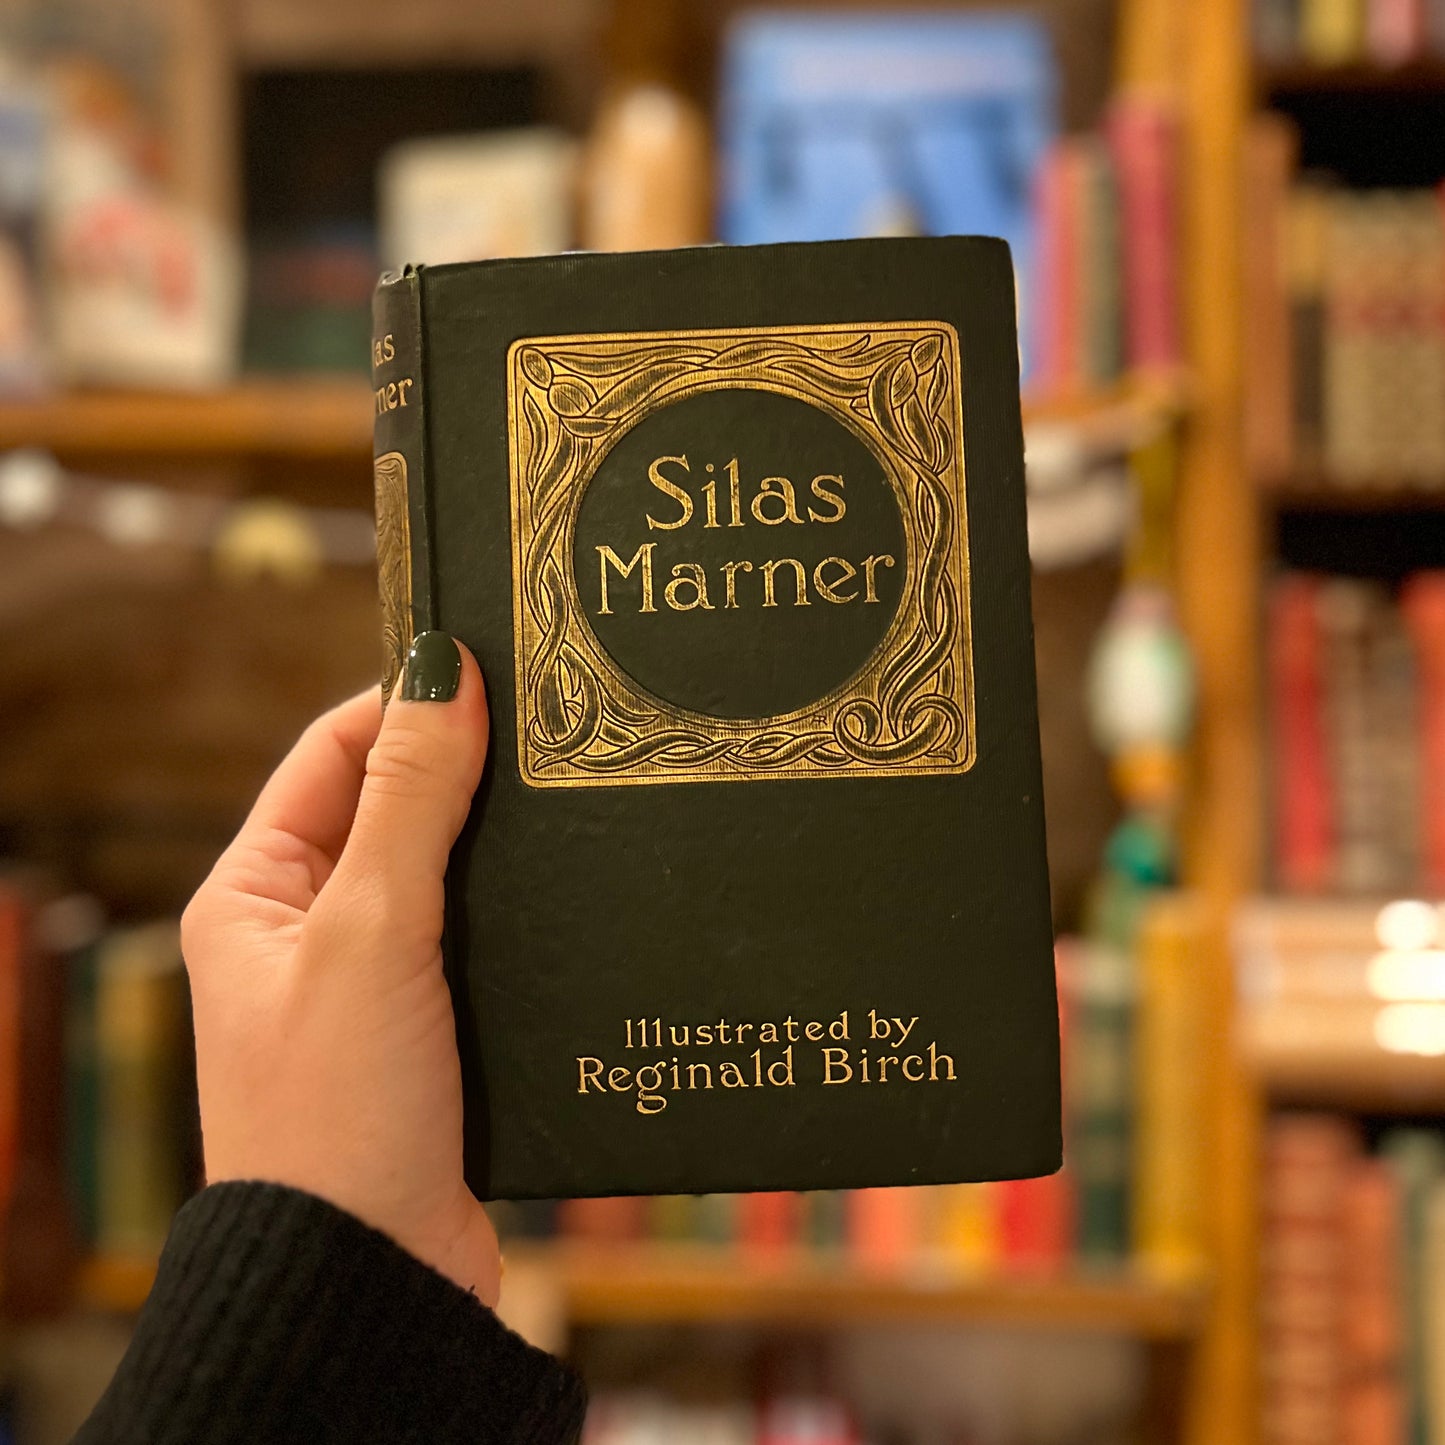 Silas
Marner
Illustrated by
Reginald Birch